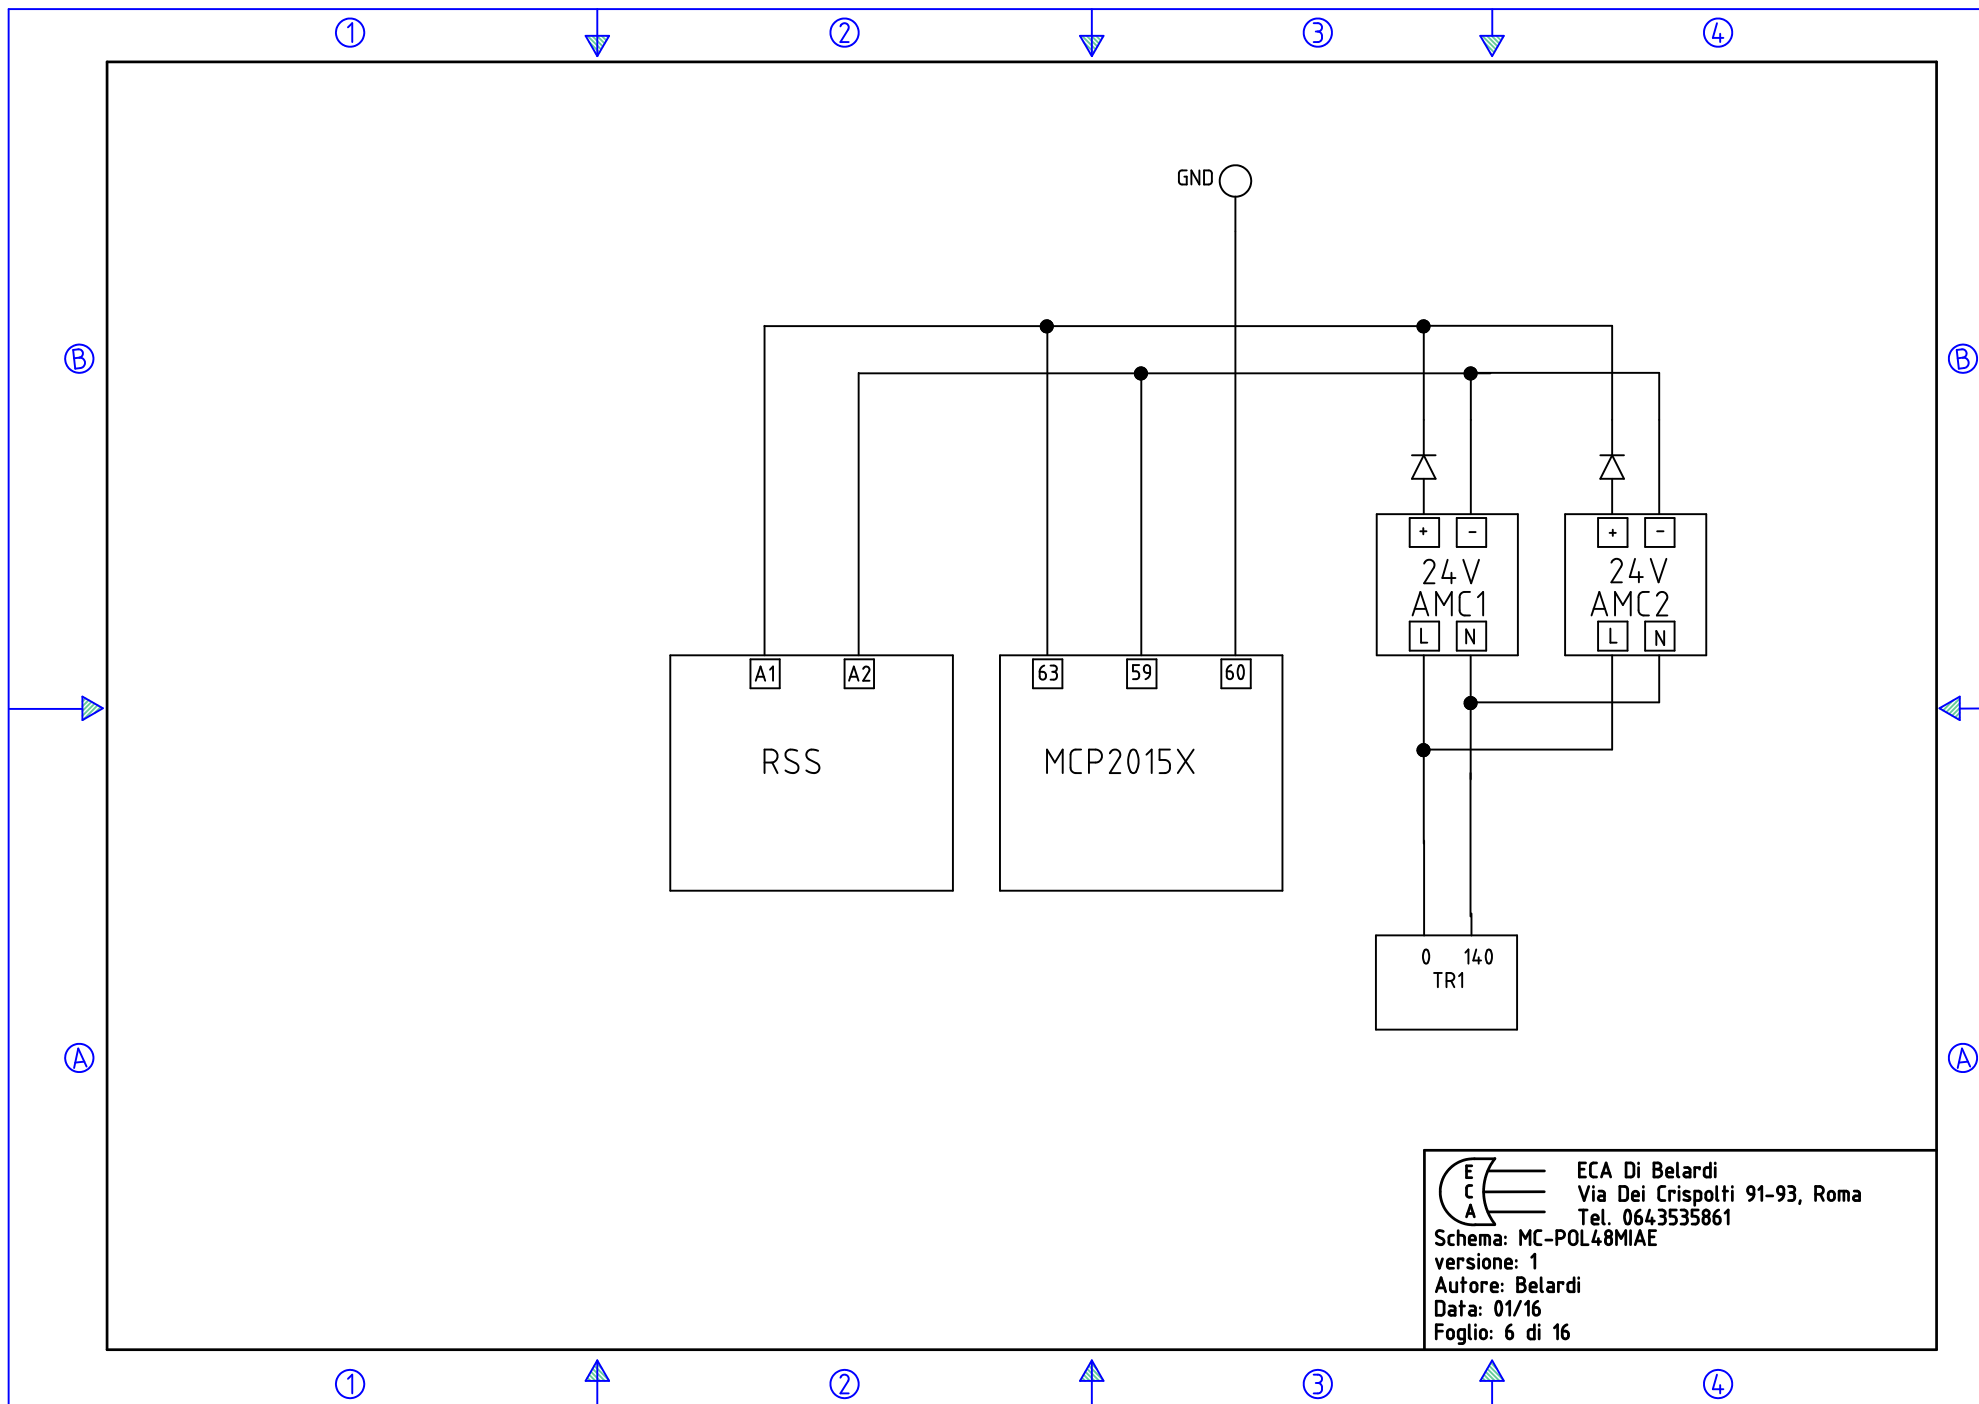 1 2 3 4
GND
B B
+ - + -
24V 24V
AMC1 AMC2
L N L N
A1 A2 63 59 60
RSS MCP2015X
0 140
TR1
A A
E ECA Di Belardi
C Via Dei Crispolti 91-93, Roma
A Tel. 0643535861
Schema: MC-POL48MIAE
versione: 1
Autore: Belardi
Data: 01/16
Foglio: 6 di 16
1 2 3 4